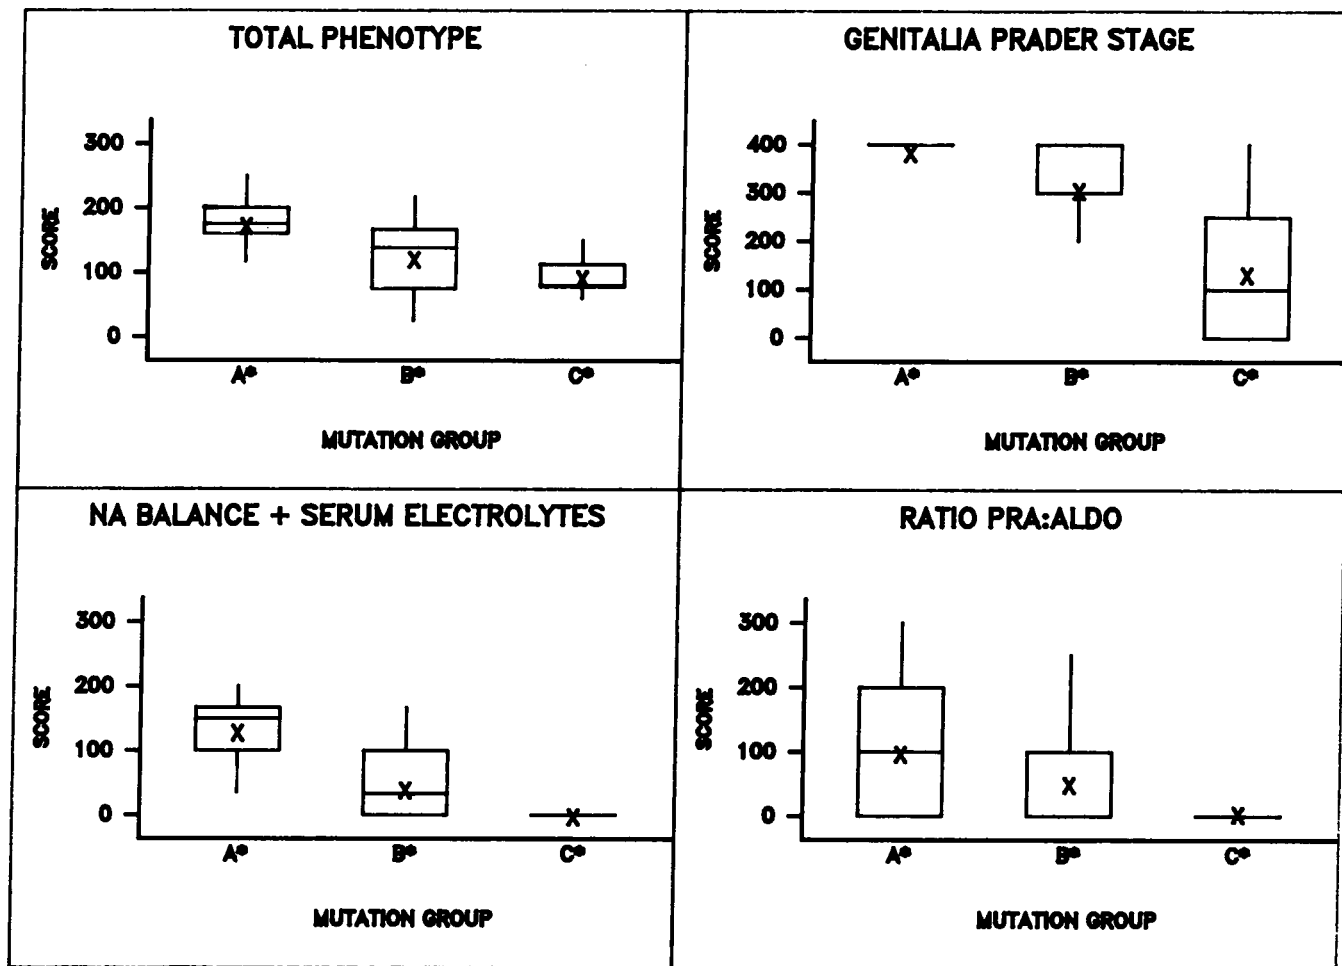 TOTAL PHENOTYPE
300
200
100
0
SCORE
A*
B*
C*
MUTATION GROUP
GENITALIA PRADER STAGE
400
300
200
100
0
SCORE
A*
B*
C*
MUTATION GROUP
NA BALANCE + SERUM ELECTROLYTES
300
200
100
0
SCORE
A*
B*
C*
MUTATION GROUP
RATIO PRA:ALDO
300
200
100
0
SCORE
A*
B*
C*
MUTATION GROUP